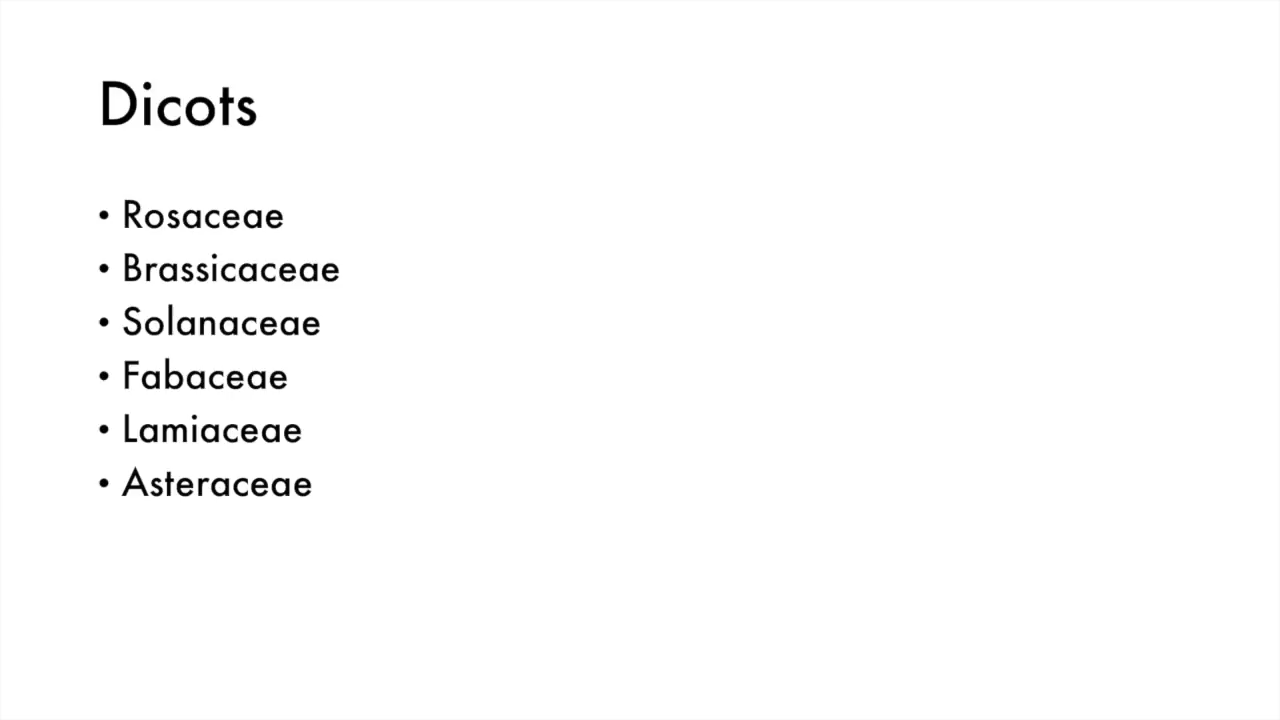 Dicots
• Rosaceae
• Brassicaceae
• Solanaceae
• Fabaceae
• Lamiaceae
• Asteraceae